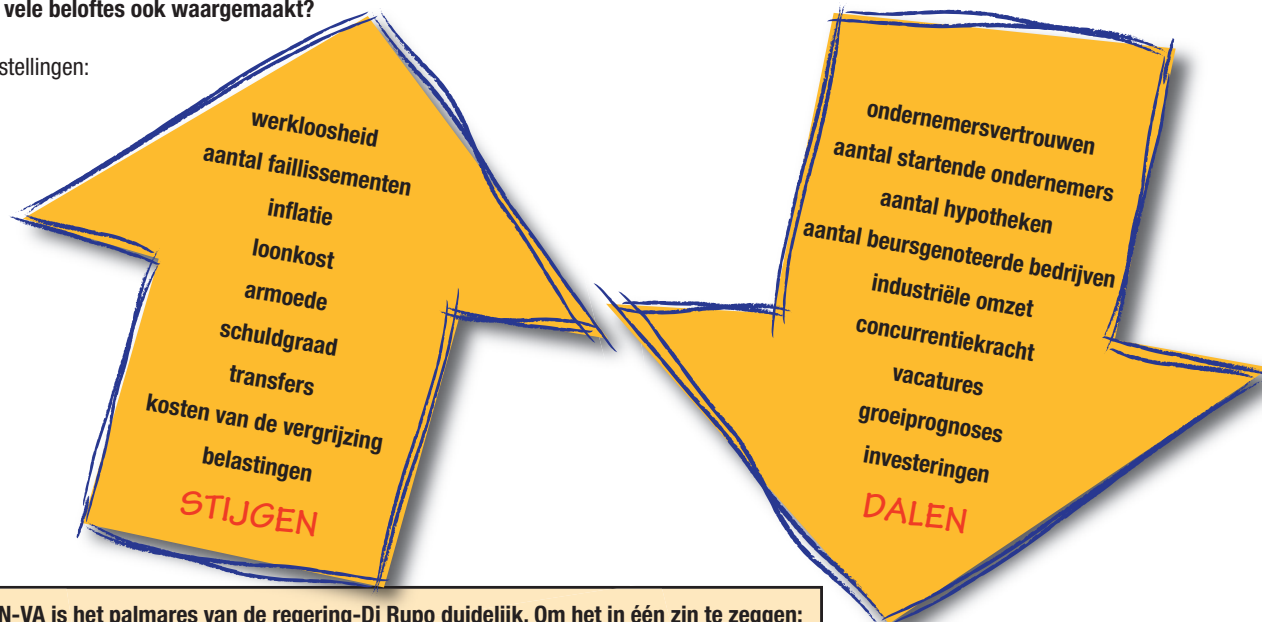 vele beloftes ook waargemaakt?
stellingen:
werkloosheid
aantal faillissementen
inflatie
loonkost
armoede
schuldgraad
transfers
kosten van de vergrijzing
belastingen
STIJGEN
ondernemersvertrouwen
aantal startende ondernemers
aantal hypotheken
aantal beursgenoteerde bedrijven
industriële omzet
concurrentiekracht
vacatures
groeiprognoses
investeringen
DALEN
N-VA is het palmares van de regering-Di Rupo duidelijk. Om het in één zin te zeggen: